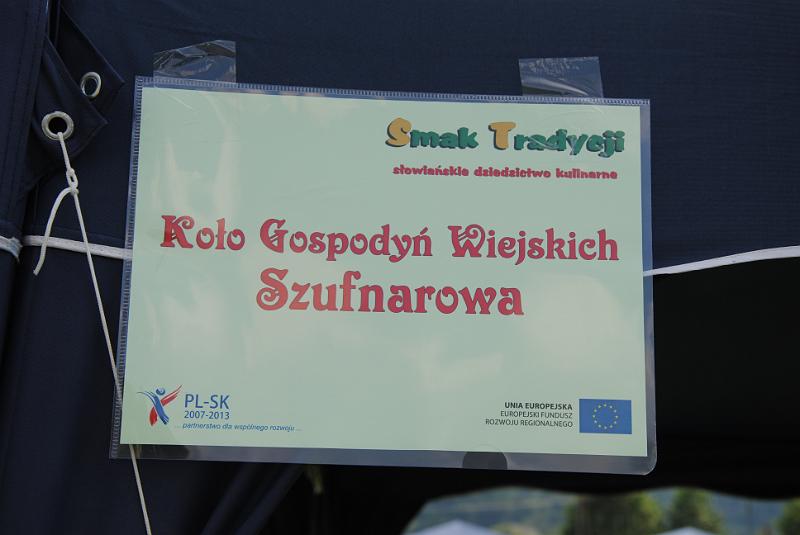 Smak Tradycji
słowiańskie dziedzictwo kulinarne
Koło Gospodyń Wiejskich
Szufnarowa
PL-SK
2007-2013
... partnerstwo dla wspólnego rozwoju ...
UNIA EUROPEJSKA
EUROPEJSKI FUNDUSZ
ROZWOJU REGIONALNEGO